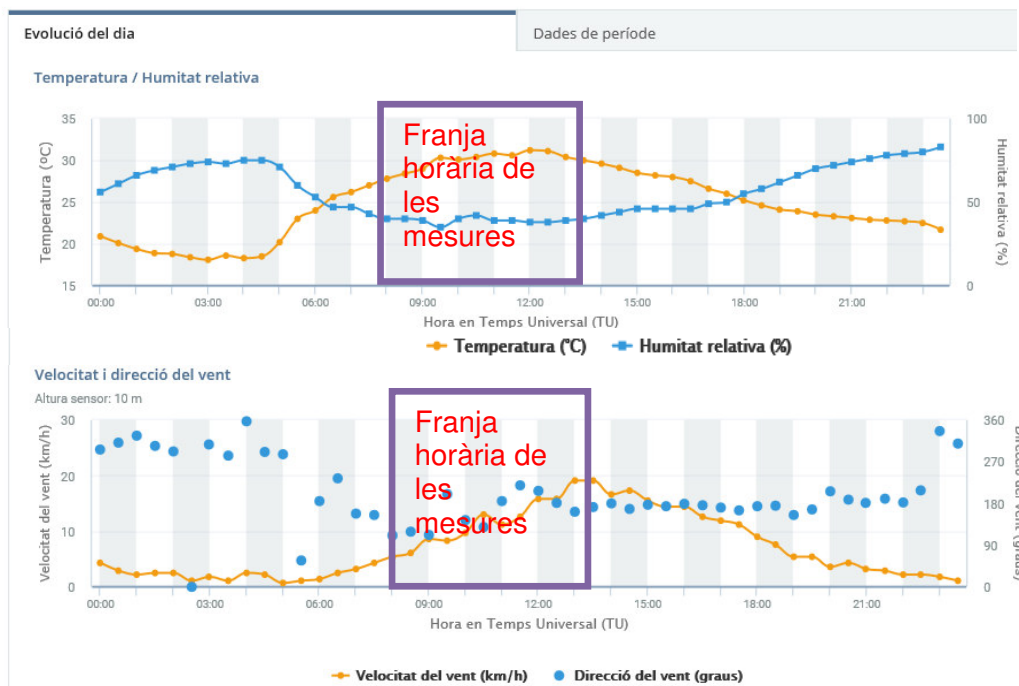 Evolució del dia
Dades de període
Temperatura / Humitat relativa
35
30
25
20
15
Temperatura (ºC)
100
50
0
Humitat relativa (%)
Franja
horària de
les
mesures
00:00 03:00 06:00 09:00 12:00 15:00 18:00 21:00
Hora en Temps Universal (TU)
Temperatura (°C) Humitat relativa (%)
Velocitat i direcció del vent
Altura sensor: 10 m
30
20
10
0
Velocitat del vent (km/h)
360
270
180
90
0
Direcció del vent (graus)
Franja
horària de
les
mesures
00:00 03:00 06:00 09:00 12:00 15:00 18:00 21:00
Hora en Temps Universal (TU)
Velocitat del vent (km/h) Direcció del vent (graus)